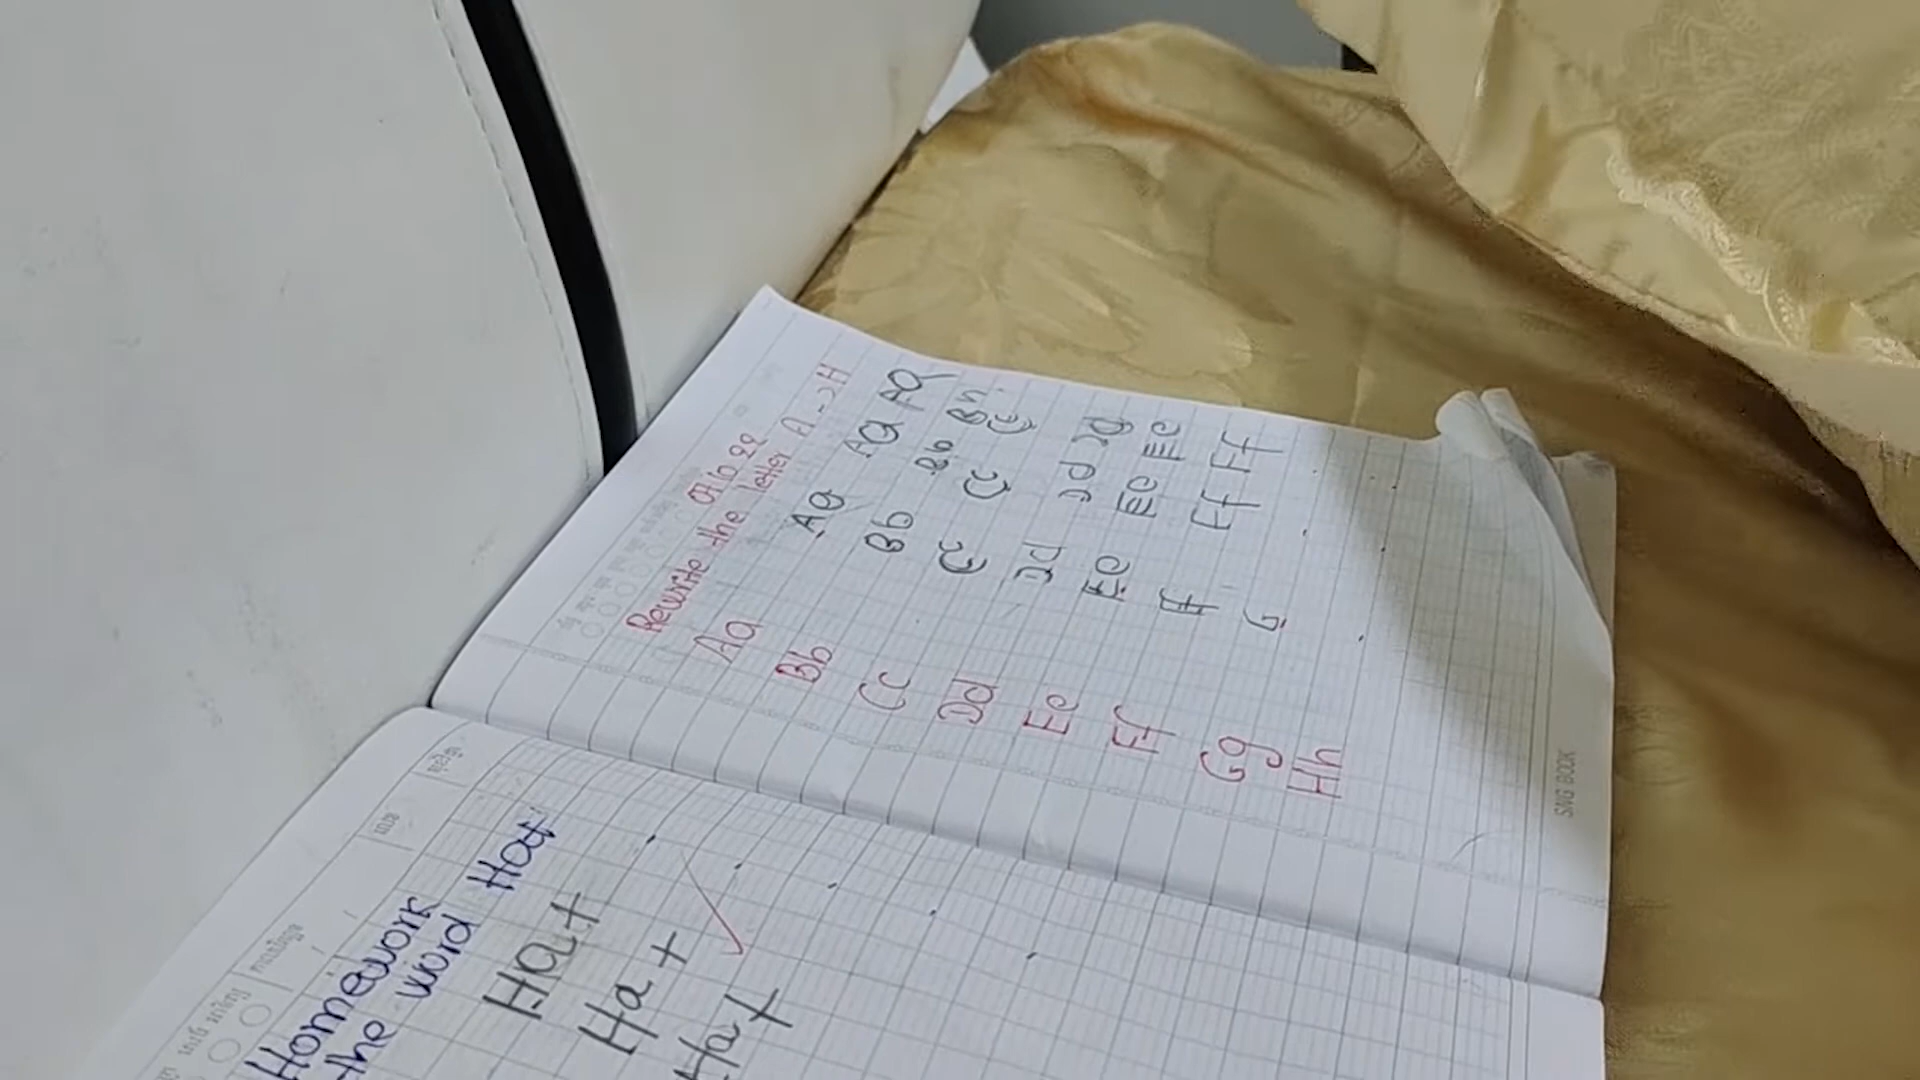 Rewrite the letter A - H
Aa Aa Aa Aa
Bb Bb Bb
Cc Cc Cc Cc
Dd Dd Dd Dd
Ee Ee Ee Ee
Ff Ff Ff Ff
Gg G
Hh
SNG BOOK
Homework
the word Hat
Hat
Hat
Hat